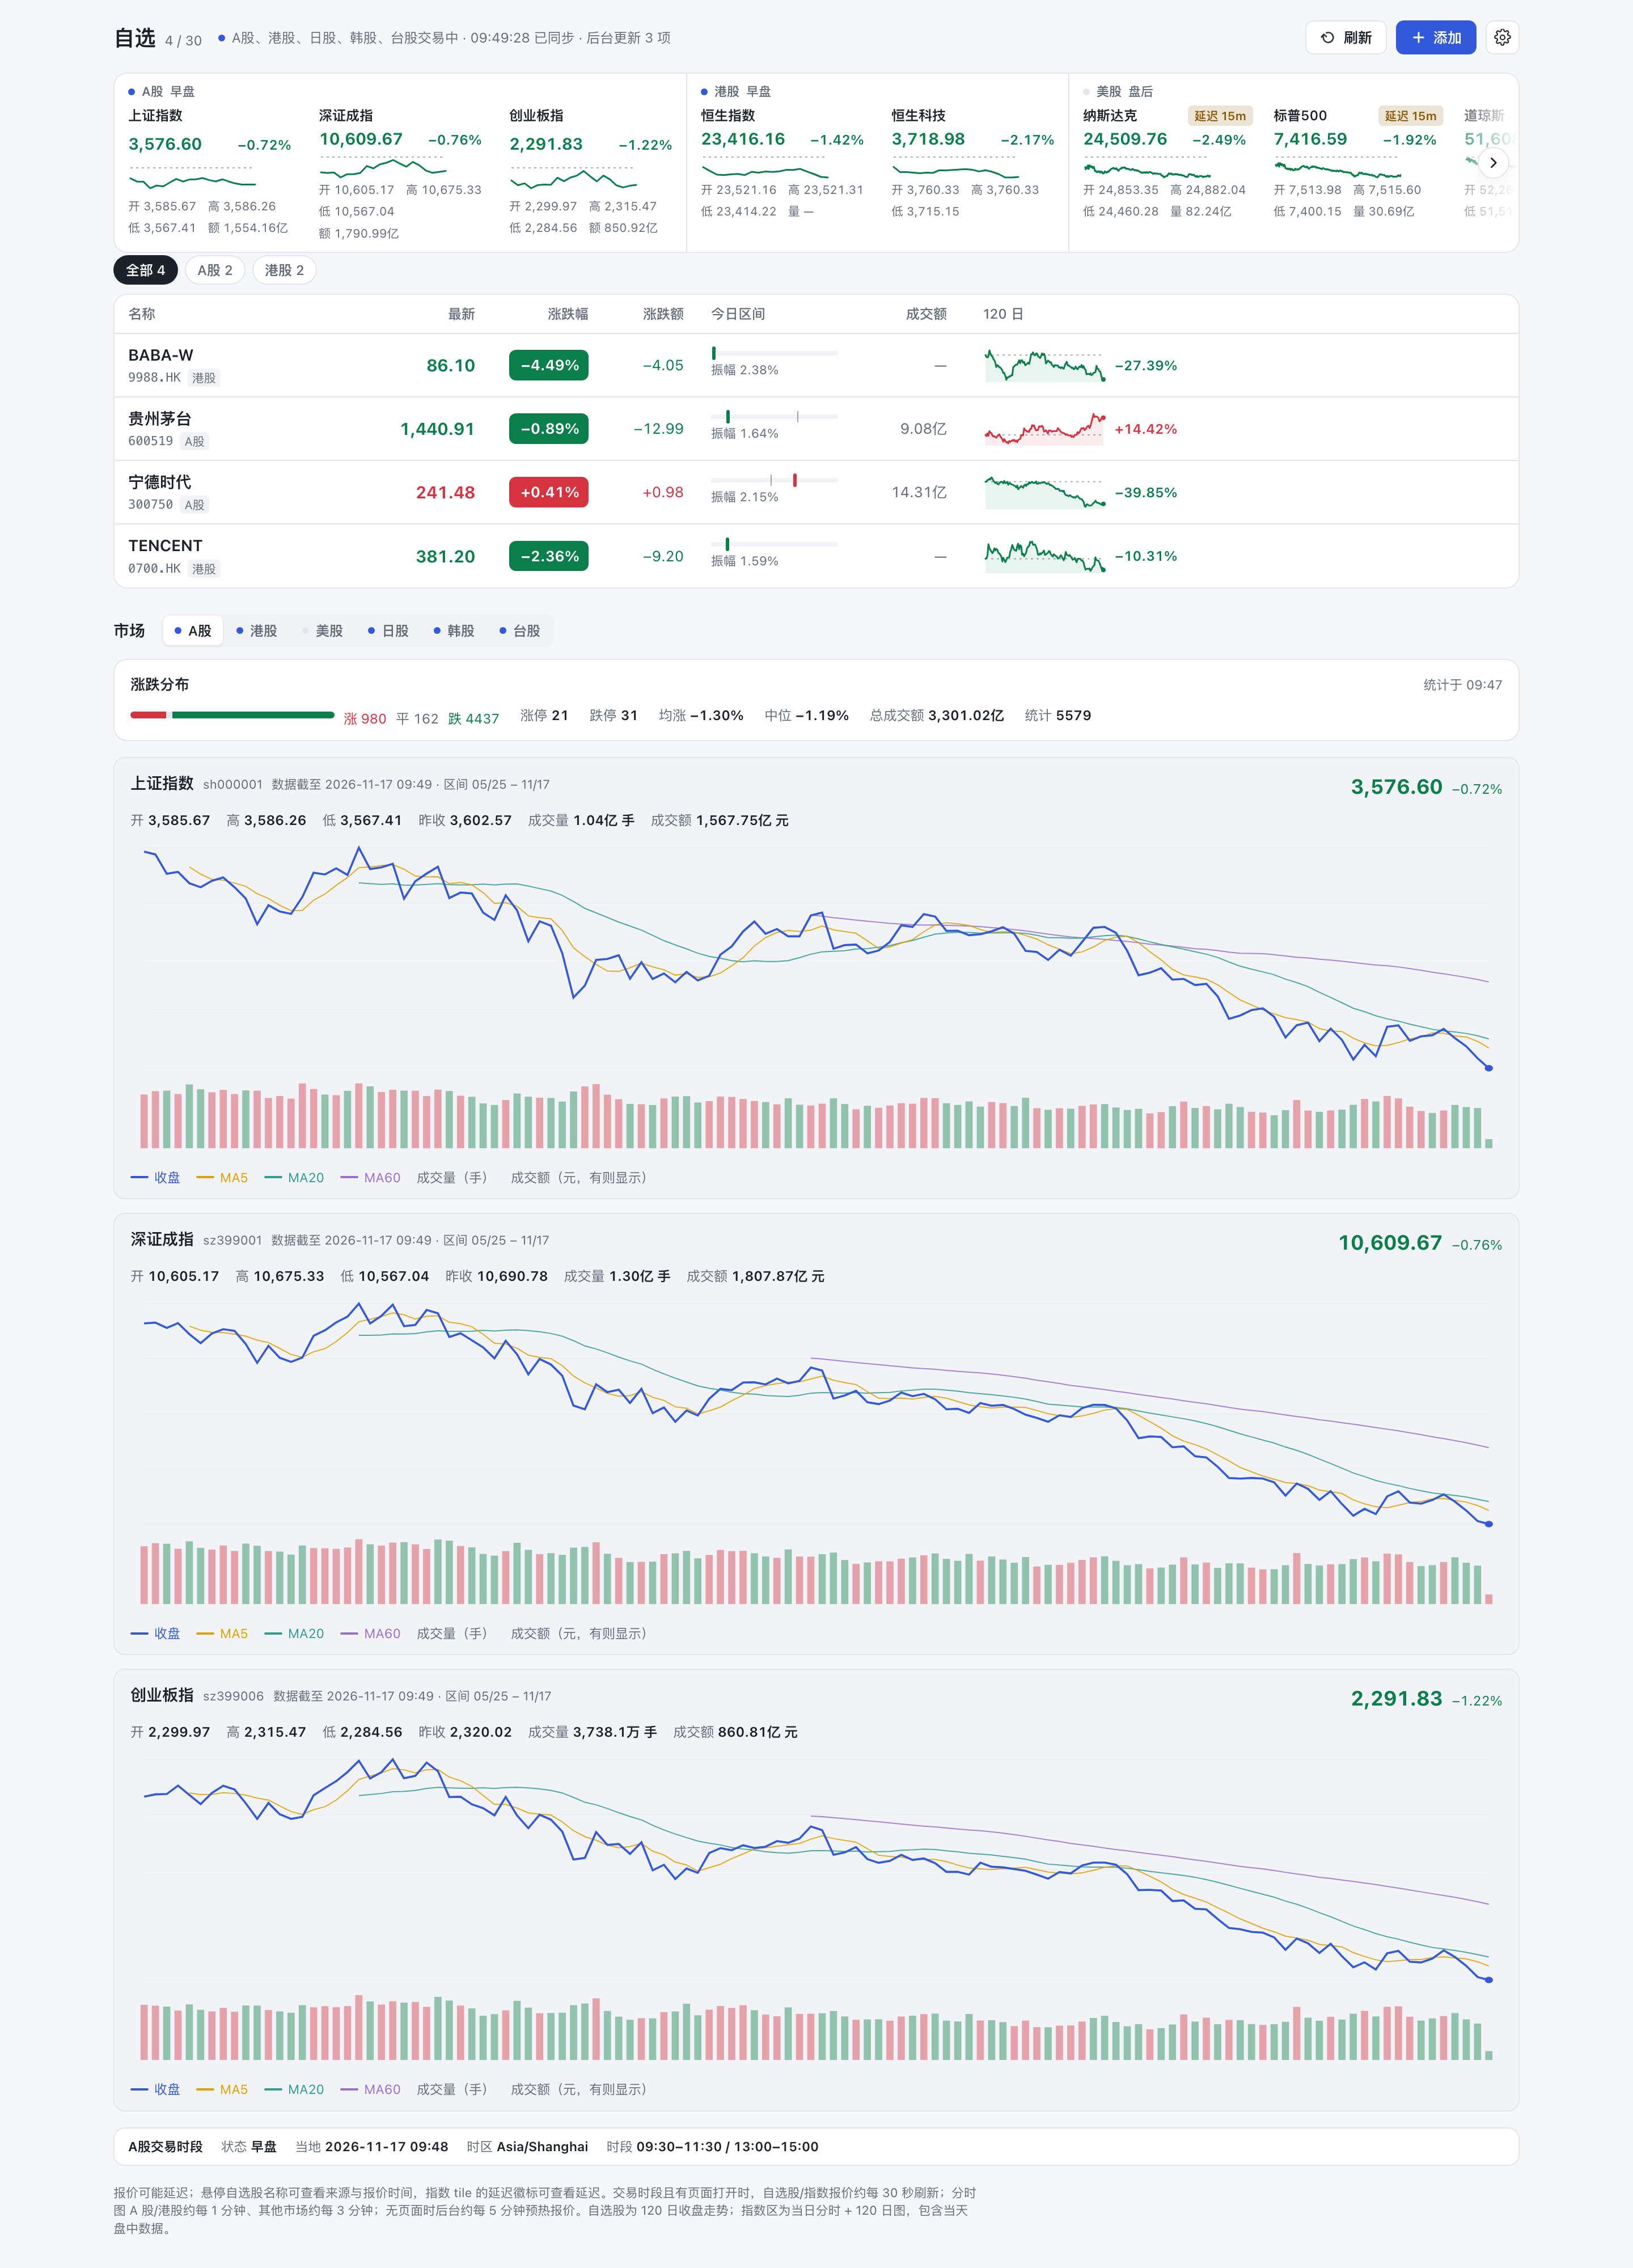 自选 4 / 30 A股、港股、日股、韩股、台股交易中 · 09:49:28 已同步 · 后台更新 3 项 刷新 添加
A股 早盘
上证指数 深证成指 创业板指
3,576.60 −0.72% 10,609.67 −0.76% 2,291.83 −1.22%
开 3,585.67 高 3,586.26
低 3,567.41 额 1,554.16亿
开 10,605.17 高 10,675.33
低 10,567.04
额 1,790.99亿
开 2,299.97 高 2,315.47
低 2,284.56 额 850.92亿
港股 早盘
恒生指数 恒生科技
23,416.16 −1.42% 3,718.98 −2.17%
开 23,521.16 高 23,521.31
低 23,414.22 量 —
开 3,760.33 高 3,760.33
低 3,715.15
美股 盘后
纳斯达克 延迟 15m 标普500 延迟 15m 道琼斯
24,509.76 −2.49% 7,416.59 −1.92%
开 24,853.35 高 24,882.04
低 24,460.28 量 82.24亿
开 7,513.98 高 7,515.60
低 7,400.15 量 30.69亿
全部 4 A股 2 港股 2
名称 最新 涨跌幅 涨跌额 今日区间 成交额 120 日
BABA-W
9988.HK 港股
86.10 −4.49% −4.05 振幅 2.38% — −27.39%
贵州茅台
600519 A股
1,440.91 −0.89% −12.99 振幅 1.64% 9.08亿 +14.42%
宁德时代
300750 A股
241.48 +0.41% +0.98 振幅 2.15% 14.31亿 −39.85%
TENCENT
0700.HK 港股
381.20 −2.36% −9.20 振幅 1.59% — −10.31%
市场 A股 港股 美股 日股 韩股 台股
涨跌分布 统计于 09:47
涨 980 平 162 跌 4437 涨停 21 跌停 31 均涨 −1.30% 中位 −1.19% 总成交额 3,301.02亿 统计 5579
上证指数 sh000001 数据截至 2026-11-17 09:49 · 区间 05/25 – 11/17 3,576.60 −0.72%
开 3,585.67 高 3,586.26 低 3,567.41 昨收 3,602.57 成交量 1.04亿 手 成交额 1,567.75亿 元
收盘 MA5 MA20 MA60 成交量（手） 成交额（元，有则显示）
深证成指 sz399001 数据截至 2026-11-17 09:49 · 区间 05/25 – 11/17 10,609.67 −0.76%
开 10,605.17 高 10,675.33 低 10,567.04 昨收 10,690.78 成交量 1.30亿 手 成交额 1,807.87亿 元
收盘 MA5 MA20 MA60 成交量（手） 成交额（元，有则显示）
创业板指 sz399006 数据截至 2026-11-17 09:49 · 区间 05/25 – 11/17 2,291.83 −1.22%
开 2,299.97 高 2,315.47 低 2,284.56 昨收 2,320.02 成交量 3,738.1万 手 成交额 860.81亿 元
收盘 MA5 MA20 MA60 成交量（手） 成交额（元，有则显示）
A股交易时段 状态 早盘 当地 2026-11-17 09:48 时区 Asia/Shanghai 时段 09:30–11:30 / 13:00–15:00
报价可能延迟；悬停自选股名称可查看来源与报价时间，指数 tile 的延迟徽标可查看延迟。交易时段且有页面打开时，自选股/指数报价约每 30 秒刷新；分时
图 A 股/港股约每 1 分钟、其他市场约每 3 分钟；无页面时后台约每 5 分钟预热报价。自选股为 120 日收盘走势；指数区为当日分时 + 120 日图，包含当天
盘中数据。